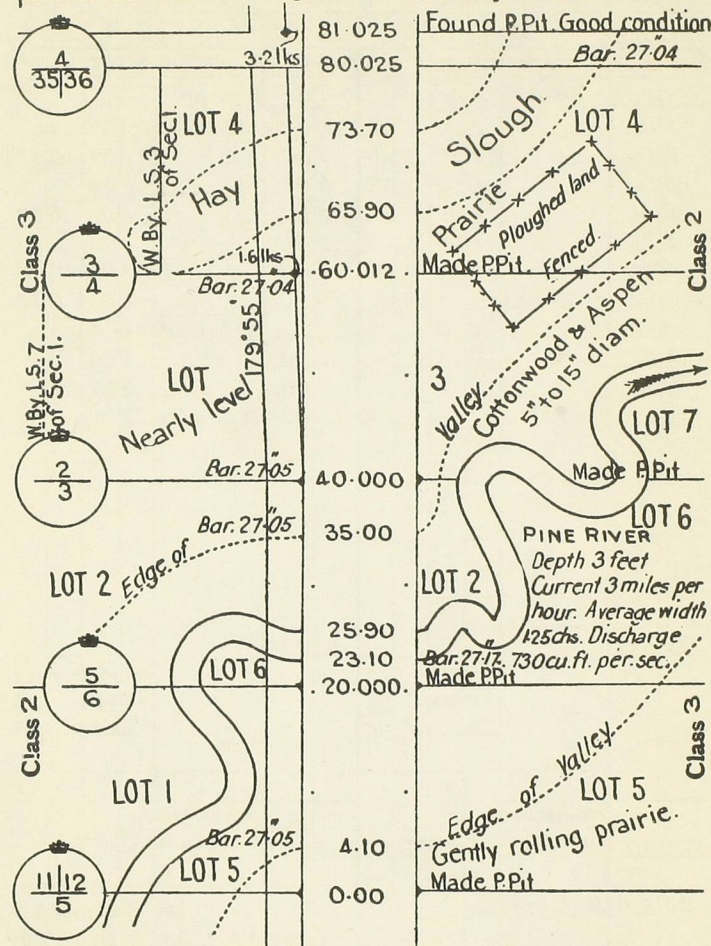 81.025
Found P.Pit. Good condition
4
35|36
3.2 lks
80.025
Bar. 27.04"
LOT 4
73.70
Slough.
LOT 4
W. By. L.S. 3
of Sec. 1.
Hay
65.90
Prairie
Ploughed land
Fenced.
Class 3
3
4
1.6 lks
60.012
Made P.Pit.
Class 2
Bar. 27.04"
179° 55'
Cottonwood & Aspen
5" to 15" diam.
W. By L.S. 7
of Sec. 1.
LOT
3
Nearly level
Valley
LOT 7
2
3
Bar. 27.05"
40.000
Made P.Pit
Bar. 27.05"
35.00
LOT 6
PINE RIVER
LOT 2
Edge of
LOT 2
Depth 3 feet
Current 3 miles per
hour. Average width
1.25 chs. Discharge
730 cu. ft. per. sec.
25.90
23.10
Bar. 27.17"
5
6
LOT 6
20.000
Made P.Pit
Class 2
Class 3
LOT 1
Edge of Valley
LOT 5
Bar. 27.05"
4.10
Gently rolling prairie.
11|12
5
LOT 5
0.00
Made P.Pit